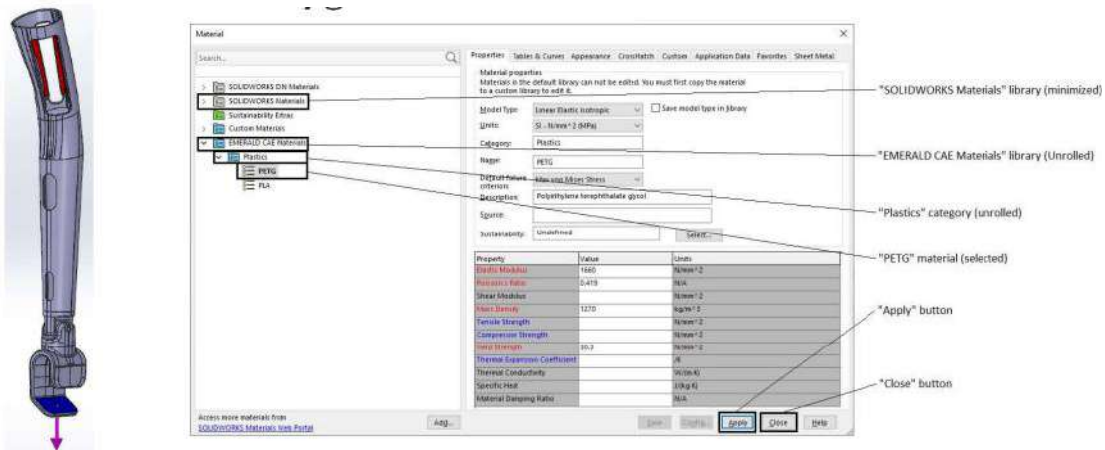 Material
Search...
SOLIDWORKS DIN Materials
SOLIDWORKS Materials
Sustainability Extras
Custom Materials
EMERALD CAE Materials
Plastics
PETG
PLA
Access more materials from
SOLIDWORKS Materials Web Portal
Add...
Properties Tables & Curves Appearance CrossHatch Custom Application Data Favorites Sheet Metal
Material properties
Materials in the default library can not be edited. You must first copy the material
to a custom library to edit it.
Model Type: Linear Elastic Isotropic Save model type in library
Units: SI - N/mm^2 (MPa)
Category: Plastics
Name: PETG
Default failure criterion: Max von Mises Stress
Description: Polyethylene terephthalate glycol
Source:
Sustainability: Undefined Select...
Property Value Units
Elastic Modulus 1660 N/mm^2
Poisson's Ratio 0.419 N/A
Shear Modulus N/mm^2
Mass Density 1270 kg/m^3
Tensile Strength N/mm^2
Compressive Strength N/mm^2
Yield Strength N/mm^2
Thermal Expansion Coefficient /K
Thermal Conductivity W/(m·K)
Specific Heat J/(kg·K)
Material Damping Ratio N/A
Save Config... Apply Close Help
"SOLIDWORKS Materials" library (minimized)
"EMERALD CAE Materials" library (Unrolled)
"Plastics" category (unrolled)
"PETG" material (selected)
"Apply" button
"Close" button